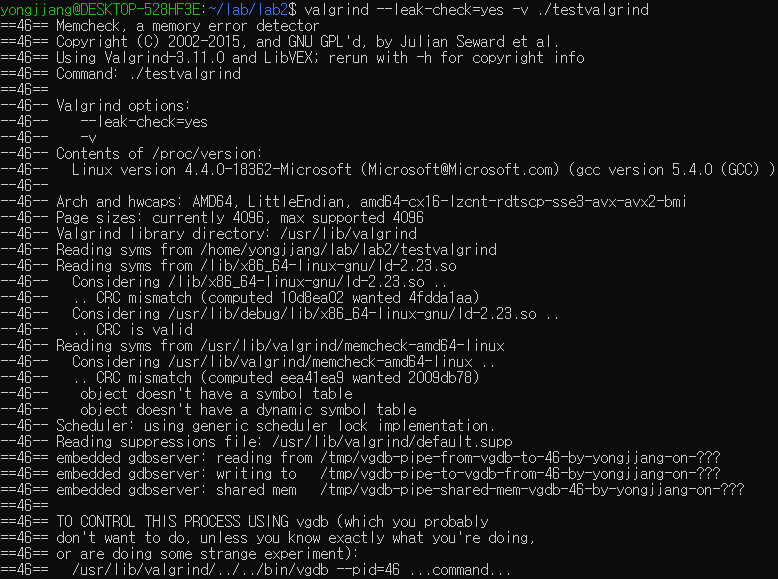 yongjjang@DESKTOP-528HF3E:~/lab/lab2$ valgrind --leak-check=yes -v ./testvalgrind
==46== Memcheck, a memory error detector
==46== Copyright (C) 2002-2015, and GNU GPL'd, by Julian Seward et al.
==46== Using Valgrind-3.11.0 and LibVEX; rerun with -h for copyright info
==46== Command: ./testvalgrind
==46==
--46-- Valgrind options:
--46--    --leak-check=yes
--46--    -v
--46-- Contents of /proc/version:
--46--   Linux version 4.4.0-18362-Microsoft (Microsoft@Microsoft.com) (gcc version 5.4.0 (GCC) )
--46--
--46-- Arch and hwcaps: AMD64, LittleEndian, amd64-cx16-lzcnt-rdtscp-sse3-avx-avx2-bmi
--46-- Page sizes: currently 4096, max supported 4096
--46-- Valgrind library directory: /usr/lib/valgrind
--46-- Reading syms from /home/yongjjang/lab/lab2/testvalgrind
--46-- Reading syms from /lib/x86_64-linux-gnu/ld-2.23.so
--46--   Considering /lib/x86_64-linux-gnu/ld-2.23.so ..
--46--   .. CRC mismatch (computed 10d8ea02 wanted 4fdda1aa)
--46--   Considering /usr/lib/debug/lib/x86_64-linux-gnu/ld-2.23.so ..
--46--   .. CRC is valid
--46-- Reading syms from /usr/lib/valgrind/memcheck-amd64-linux
--46--   Considering /usr/lib/valgrind/memcheck-amd64-linux ..
--46--   .. CRC mismatch (computed eea41ea9 wanted 2009db78)
--46--    object doesn't have a symbol table
--46--    object doesn't have a dynamic symbol table
--46-- Scheduler: using generic scheduler lock implementation.
--46-- Reading suppressions file: /usr/lib/valgrind/default.supp
==46== embedded gdbserver: reading from /tmp/vgdb-pipe-from-vgdb-to-46-by-yongjjang-on-???
==46== embedded gdbserver: writing to   /tmp/vgdb-pipe-to-vgdb-from-46-by-yongjjang-on-???
==46== embedded gdbserver: shared mem   /tmp/vgdb-pipe-shared-mem-vgdb-46-by-yongjjang-on-???
==46==
==46== TO CONTROL THIS PROCESS USING vgdb (which you probably
==46== don't want to do, unless you know exactly what you're doing,
==46== or are doing some strange experiment):
==46==   /usr/lib/valgrind/../../bin/vgdb --pid=46 ...command...